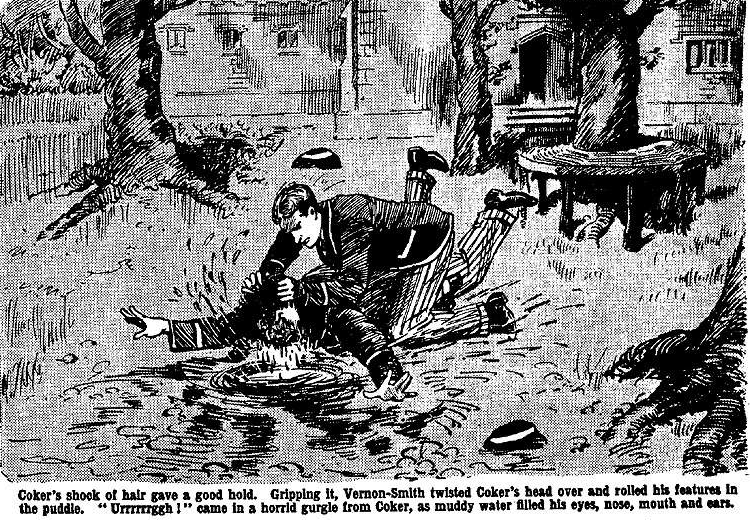 Coker's shock of hair gave a good hold. Gripping it, Vernon-Smith twisted Coker's head over and rolled his features in
the puddle. "Urrrrrggh!" came in a horrid gurgle from Coker, as muddy water filled his eyes, nose, mouth and ears.